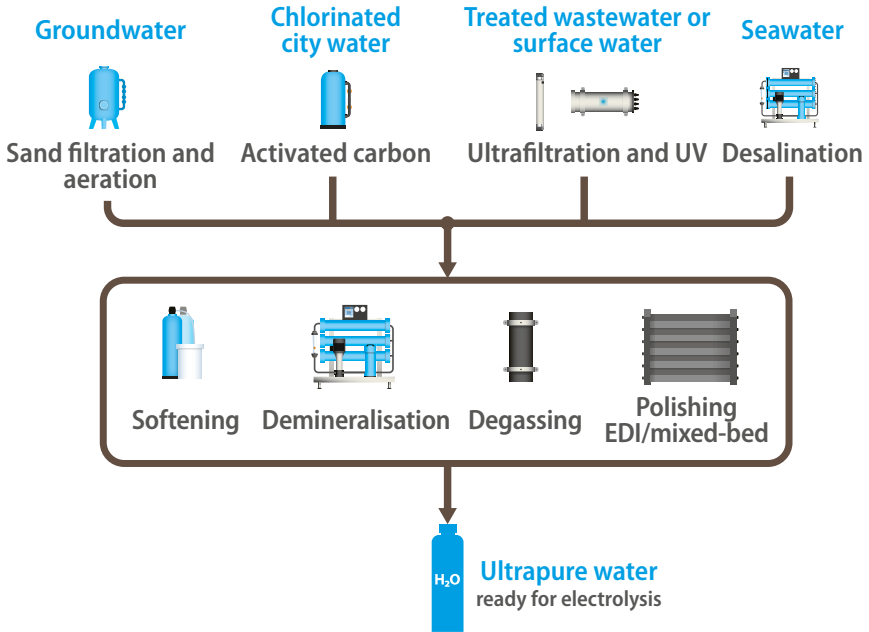 Groundwater
Chlorinated
city water
Treated wastewater or
surface water
Seawater
Sand filtration and
aeration
Activated carbon
Ultrafiltration and UV
Desalination
Softening
Demineralisation
Degassing
Polishing
EDI/mixed-bed
H₂O
Ultrapure water
ready for electrolysis